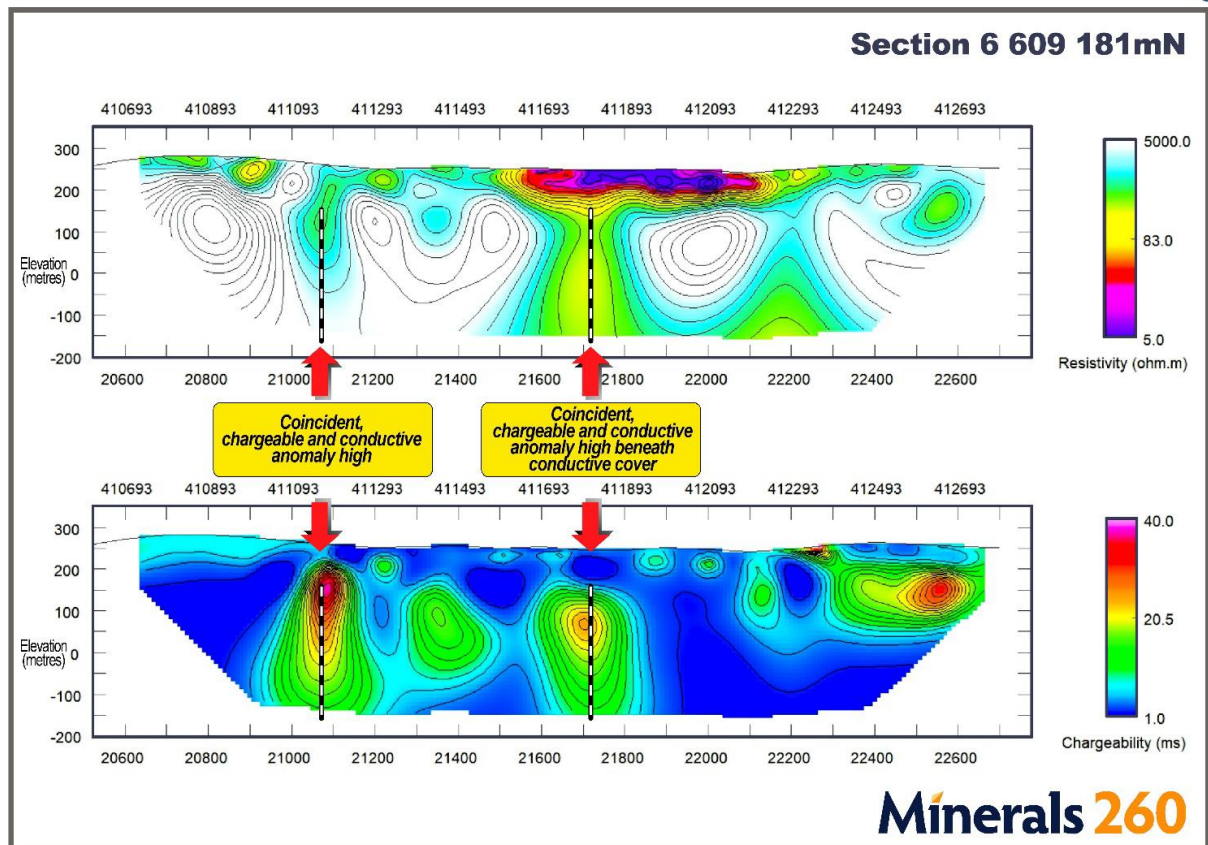 Section 6 609 181mN
410693 410893 411093 411293 411493 411693 411893 412093 412293 412493 412693
300
200
100
0
-100
-200
Elevation
(metres)
20600 20800 21000 21200 21400 21600 21800 22000 22200 22400 22600
5000.0
83.0
5.0
Resistivity (ohm.m)
Coincident,
chargeable and conductive
anomaly high
Coincident,
chargeable and conductive
anomaly high beneath
conductive cover
410693 410893 411093 411293 411493 411693 411893 412093 412293 412493 412693
300
200
100
0
-100
-200
Elevation
(metres)
20600 20800 21000 21200 21400 21600 21800 22000 22200 22400 22600
40.0
20.5
1.0
Chargeability (ms)
Minerals 260